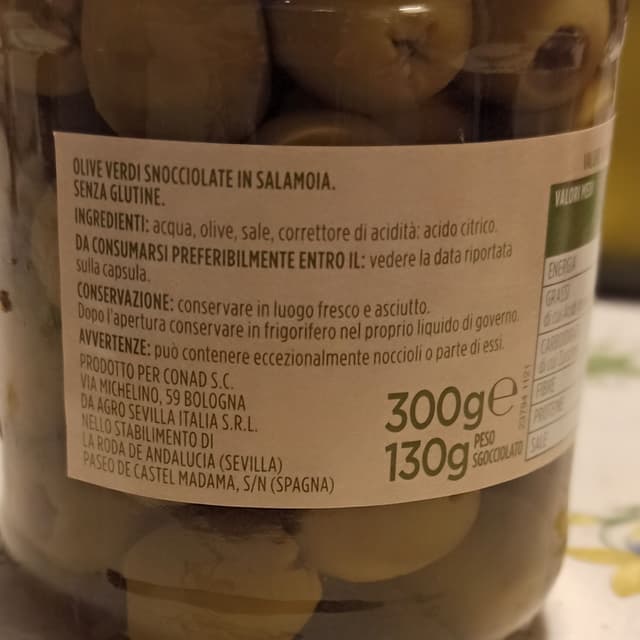 OLIVE VERDI SNOCCIOLATE IN SALAMOIA.
SENZA GLUTINE.
INGREDIENTI: acqua, olive, sale, correttore di acidità: acido citrico.
DA CONSUMARSI PREFERIBILMENTE ENTRO IL: vedere la data riportata
sulla capsula.
CONSERVAZIONE: conservare in luogo fresco e asciutto.
Dopo l'apertura conservare in frigorifero nel proprio liquido di governo.
AVVERTENZE: può contenere eccezionalmente noccioli o parte di essi.
PRODOTTO PER CONAD S.C.
VIA MICHELINO, 59 BOLOGNA
DA AGRO SEVILLA ITALIA S.R.L.
NELLO STABILIMENTO DI
LA RODA DE ANDALUCIA (SEVILLA)
PASEO DE CASTEL MADAMA, S/N (SPAGNA)
300g e
130g PESO
SGOCCIOLATO
VALORI
ENERGIA
GRASSI
di cui
FIBRE
PROTEINE
SALE